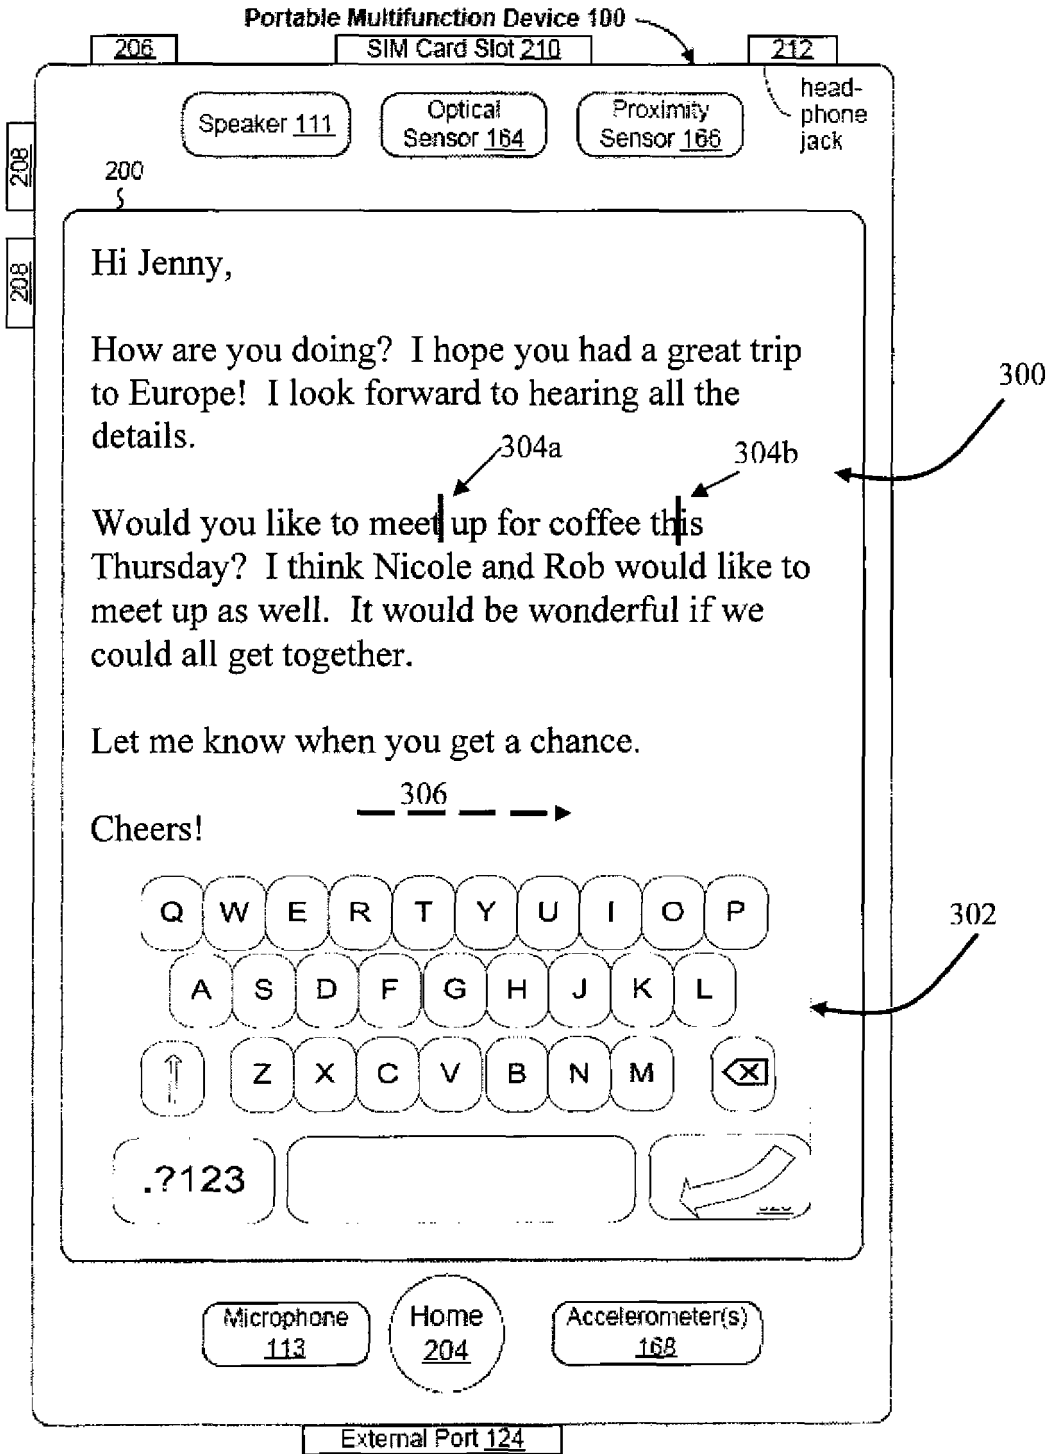 Portable Multifunction Device 100
206
SIM Card Slot 210
212
head-
phone
jack
Speaker 111
Optical
Sensor 164
Proximity
Sensor 166
208
200
208
Hi Jenny,
How are you doing? I hope you had a great trip
to Europe! I look forward to hearing all the
details.
300
304a
304b
Would you like to meet up for coffee this
Thursday? I think Nicole and Rob would like to
meet up as well. It would be wonderful if we
could all get together.
Let me know when you get a chance.
306
Cheers!
Q W E R T Y U I O P
302
A S D F G H J K L
Z X C V B N M
.?123
Microphone
113
Home
204
Accelerometer(s)
168
External Port 124